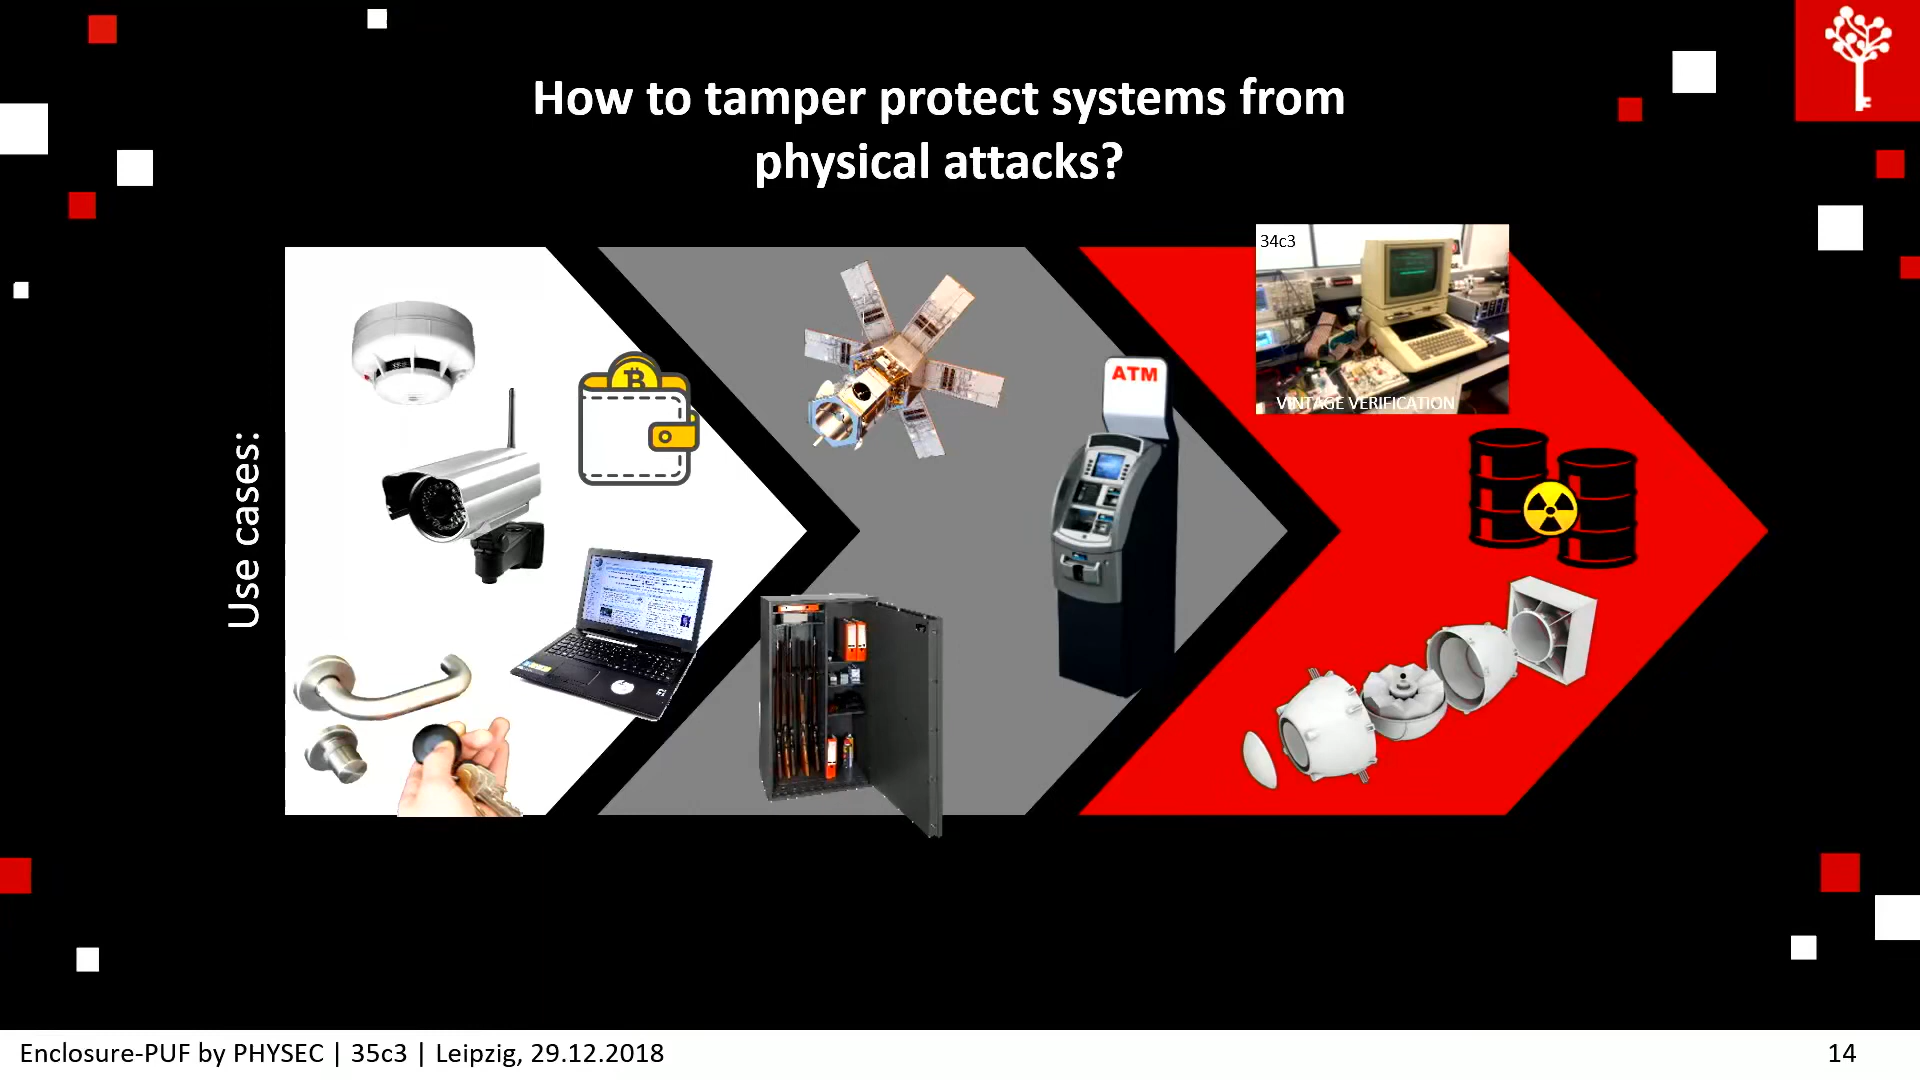 How to tamper protect systems from
physical attacks?
Use cases:
34c3
VINTAGE VERIFICATION
ATM
Enclosure-PUF by PHYSEC | 35c3 | Leipzig, 29.12.2018
14